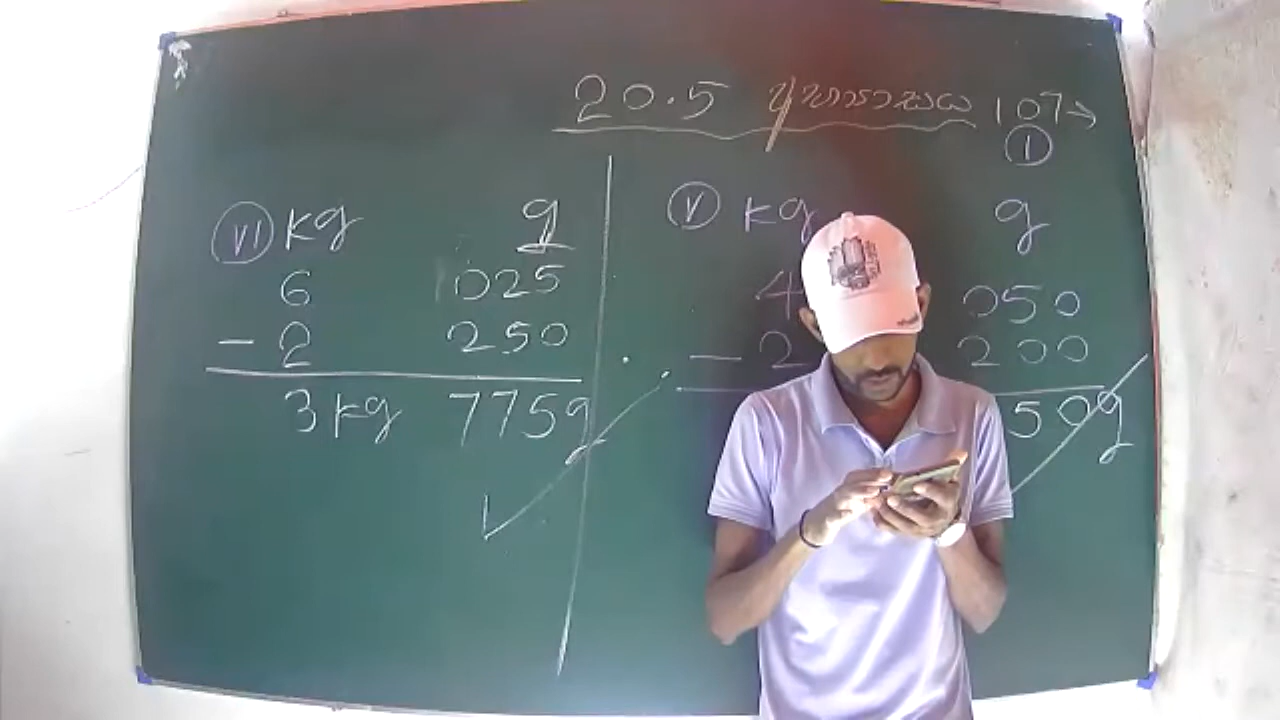 20.5 අභ්‍යාසය 107→
①
ⓥⓘ kg g
6 025
- 2 250
3 kg 775g
ⓥ kg g
4 050
- 2 200
50g